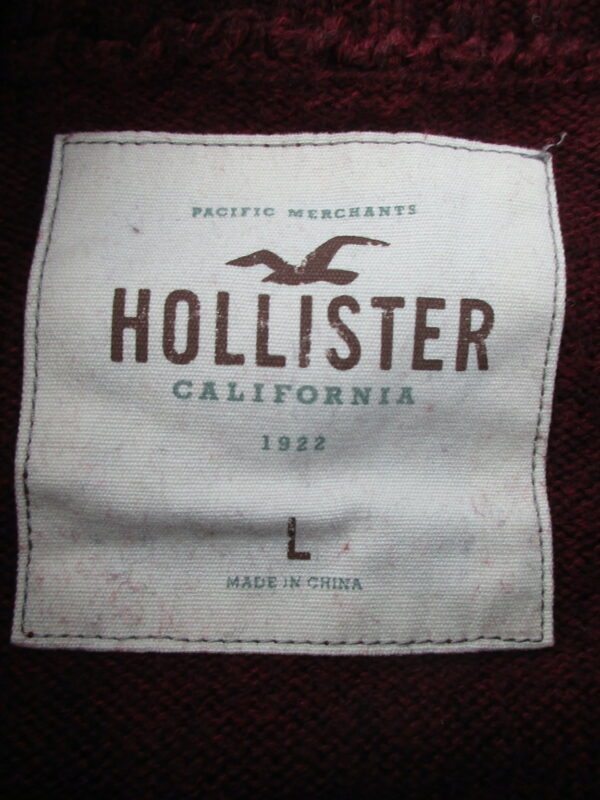 PACIFIC MERCHANTS
HOLLISTER
CALIFORNIA
1922
L
MADE IN CHINA